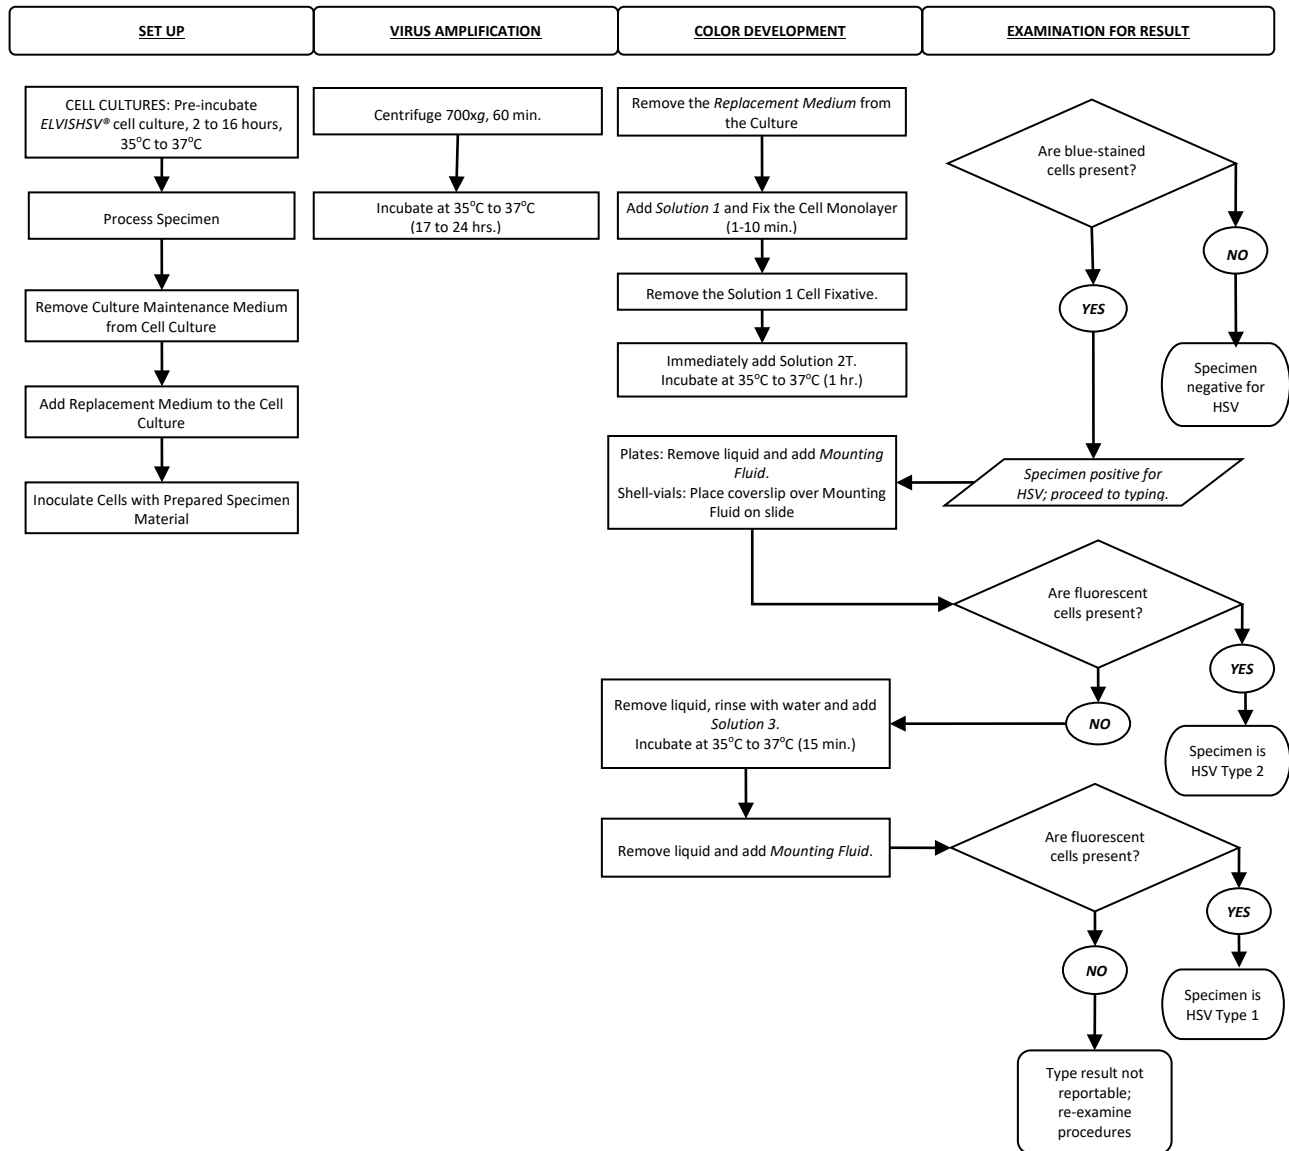 SET UP
VIRUS AMPLIFICATION
COLOR DEVELOPMENT
EXAMINATION FOR RESULT
CELL CULTURES: Pre-incubate
ELVISHSV® cell culture, 2 to 16 hours,
35°C to 37°C
Process Specimen
Remove Culture Maintenance Medium
from Cell Culture
Add Replacement Medium to the Cell
Culture
Inoculate Cells with Prepared Specimen
Material
Centrifuge 700xg, 60 min.
Incubate at 35°C to 37°C
(17 to 24 hrs.)
Remove the Replacement Medium from
the Culture
Add Solution 1 and Fix the Cell Monolayer
(1-10 min.)
Remove the Solution 1 Cell Fixative.
Immediately add Solution 2T.
Incubate at 35°C to 37°C (1 hr.)
Are blue-stained
cells present?
NO
Specimen
negative for
HSV
YES
Specimen positive for
HSV; proceed to typing.
Plates: Remove liquid and add Mounting
Fluid.
Shell-vials: Place coverslip over Mounting
Fluid on slide
Are fluorescent
cells present?
YES
Specimen is
HSV Type 2
NO
Remove liquid, rinse with water and add
Solution 3.
Incubate at 35°C to 37°C (15 min.)
Remove liquid and add Mounting Fluid.
Are fluorescent
cells present?
YES
Specimen is
HSV Type 1
NO
Type result not
reportable;
re-examine
procedures